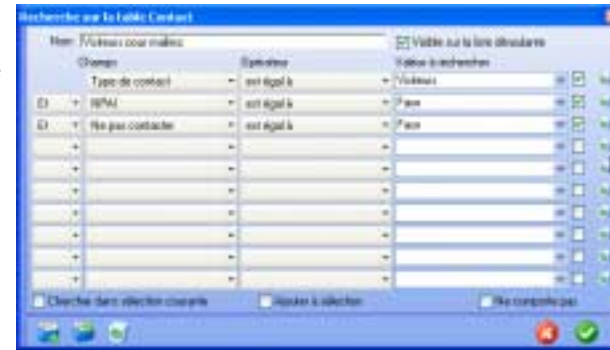 Recherche sur la table Contact
Nom Visiteurs pour mailing Visible sur la liste déroulante
Champs Opérateur Valeur à rechercher
Type de contact est égal à Visiteurs
Et NPAI est égal à Faux
Et Ne pas contacter est égal à Faux
Chercher dans sélection courante Ajouter à sélection Ne comporte pas